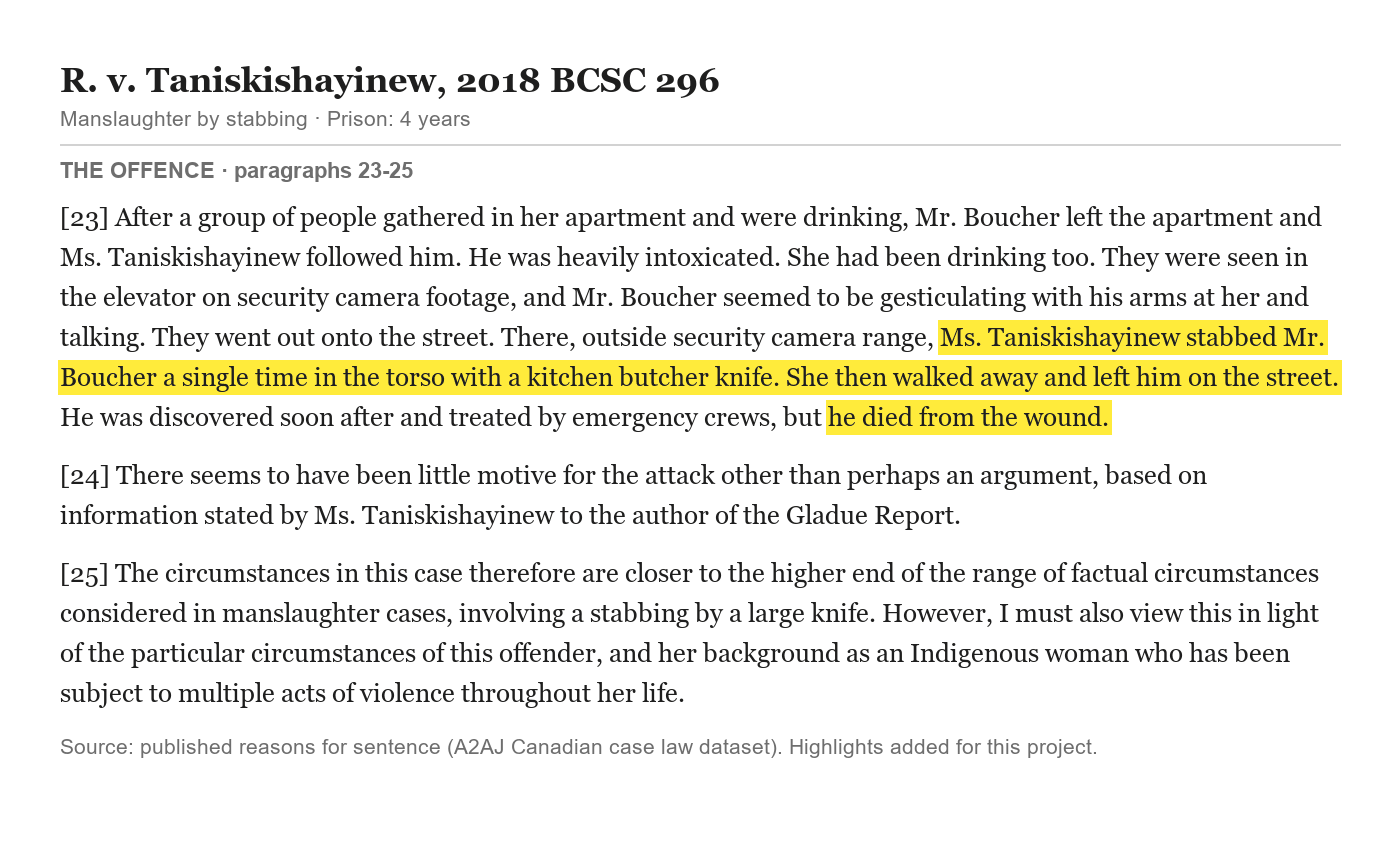 R. v. Taniskishayinew, 2018 BCSC 296
Manslaughter by stabbing · Prison: 4 years
THE OFFENCE · paragraphs 23-25
[23] After a group of people gathered in her apartment and were drinking, Mr. Boucher left the apartment and
Ms. Taniskishayinew followed him. He was heavily intoxicated. She had been drinking too. They were seen in
the elevator on security camera footage, and Mr. Boucher seemed to be gesticulating with his arms at her and
talking. They went out onto the street. There, outside security camera range, Ms. Taniskishayinew stabbed Mr.
Boucher a single time in the torso with a kitchen butcher knife. She then walked away and left him on the street.
He was discovered soon after and treated by emergency crews, but he died from the wound.
[24] There seems to have been little motive for the attack other than perhaps an argument, based on
information stated by Ms. Taniskishayinew to the author of the Gladue Report.
[25] The circumstances in this case therefore are closer to the higher end of the range of factual circumstances
considered in manslaughter cases, involving a stabbing by a large knife. However, I must also view this in light
of the particular circumstances of this offender, and her background as an Indigenous woman who has been
subject to multiple acts of violence throughout her life.
Source: published reasons for sentence (A2AJ Canadian case law dataset). Highlights added for this project.